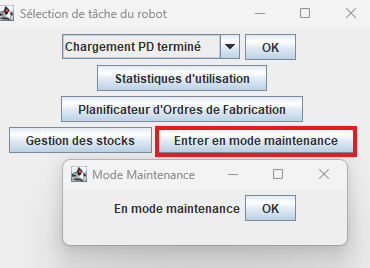 Sélection de tâche du robot
Chargement PD terminé OK
Statistiques d'utilisation
Planificateur d'Ordres de Fabrication
Gestion des stocks Entrer en mode maintenance
Mode Maintenance
En mode maintenance OK